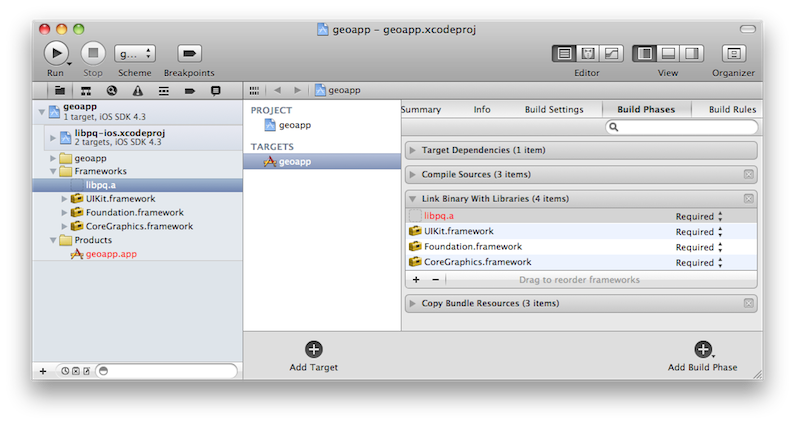 geoapp – geoapp.xcodeproj
g...
Run Stop Scheme Breakpoints Editor View Organizer
geoapp
1 target, iOS SDK 4.3
libpq-ios.xcodeproj
2 targets, iOS SDK 4.3
geoapp
Frameworks
libpq.a
UIKit.framework
Foundation.framework
CoreGraphics.framework
Products
geoapp.app
geoapp
PROJECT
geoapp
TARGETS
geoapp
Summary Info Build Settings Build Phases Build Rules
Target Dependencies (1 item)
Compile Sources (3 items)
Link Binary With Libraries (4 items)
libpq.a Required
UIKit.framework Required
Foundation.framework Required
CoreGraphics.framework Required
+ − Drag to reorder frameworks
Copy Bundle Resources (3 items)
Add Target Add Build Phase